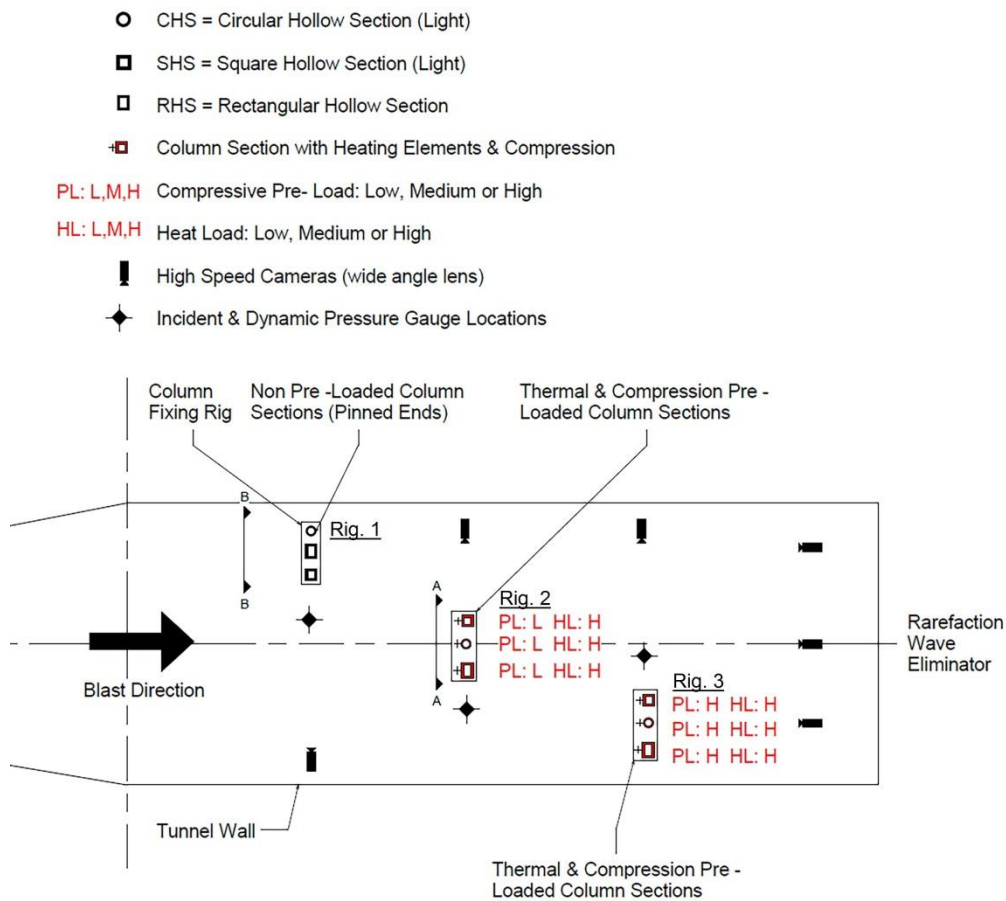 CHS = Circular Hollow Section (Light)
SHS = Square Hollow Section (Light)
RHS = Rectangular Hollow Section
Column Section with Heating Elements & Compression
PL: L,M,H Compressive Pre- Load: Low, Medium or High
HL: L,M,H Heat Load: Low, Medium or High
High Speed Cameras (wide angle lens)
Incident & Dynamic Pressure Gauge Locations
Column
Fixing Rig
Non Pre -Loaded Column
Sections (Pinned Ends)
Thermal & Compression Pre -
Loaded Column Sections
B
B
Rig. 1
A
A
Rig. 2
PL: L HL: H
PL: L HL: H
PL: L HL: H
Blast Direction
Rarefaction
Wave
Eliminator
Rig. 3
PL: H HL: H
PL: H HL: H
PL: H HL: H
Tunnel Wall
Thermal & Compression Pre -
Loaded Column Sections